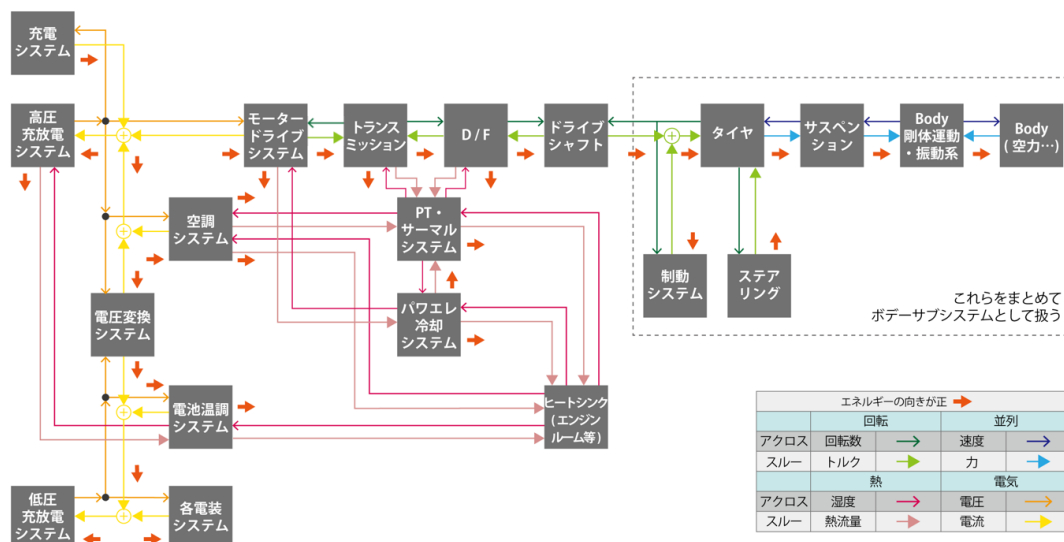 充電
システム
高圧
充放電
システム
モーター
ドライブ
システム
トランス
ミッション
D / F
ドライブ
シャフト
タイヤ
サスペン
ション
Body
剛体運動
・振動系
Body
( 空力…)
空調
システム
PT・
サーマル
システム
制動
システム
ステア
リング
これらをまとめて
ボデーサブシステムとして扱う
電圧変換
システム
パワエレ
冷却
システム
電池温調
システム
ヒートシンク
( エンジン
ルーム等 )
低圧
充放電
システム
各電装
システム
エネルギーの向きが正
回転 並列
アクロス 回転数 速度
スルー トルク 力
熱 電気
アクロス 湿度 電圧
スルー 熱流量 電流